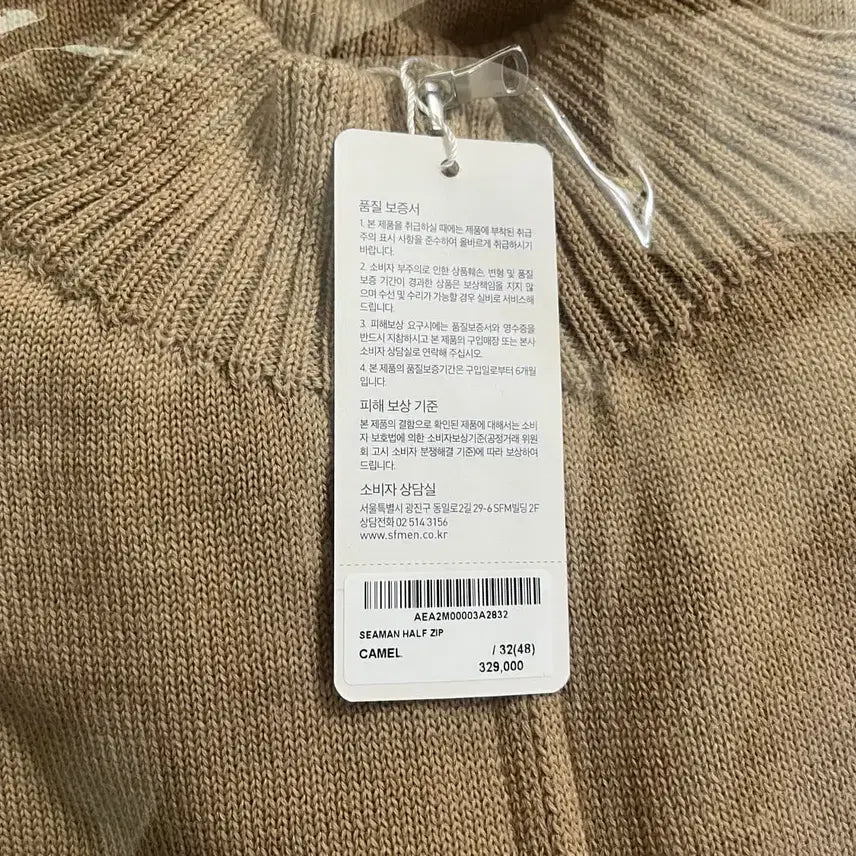 품질 보증서
1. 본 제품을 취급하실 때에는 제품에 부착된 취급
주의 표시 사항을 준수하여 올바르게 취급하시기
바랍니다.
2. 소비자 부주의로 인한 상품훼손, 변형 및 품질
보증 기간이 경과한 상품은 보상책임을 지지 않
으며 수선 및 수리가 가능할 경우 실비로 서비스해
드립니다.
3. 피해보상 요구시에는 품질보증서와 영수증을
반드시 지참하시고 본 제품의 구입매장 또는 본사
소비자 상담실로 연락해 주십시오.
4. 본 제품의 품질보증기간은 구입일로부터 6개월
입니다.
피해 보상 기준
본 제품의 결함으로 확인된 제품에 대해서는 소비
자 보호법에 의한 소비자보상기준(공정거래 위원
회 고시 소비자 분쟁해결 기준)에 따라 보상하여
드립니다.
소비자 상담실
서울특별시 광진구 동일로2길 29-6 SFM빌딩 2F
상담전화 02 514 3156
www.sfmen.co.kr
AEA2M00003A2832
SEAMAN HALF ZIP
CAMEL / 32(48)
329,000